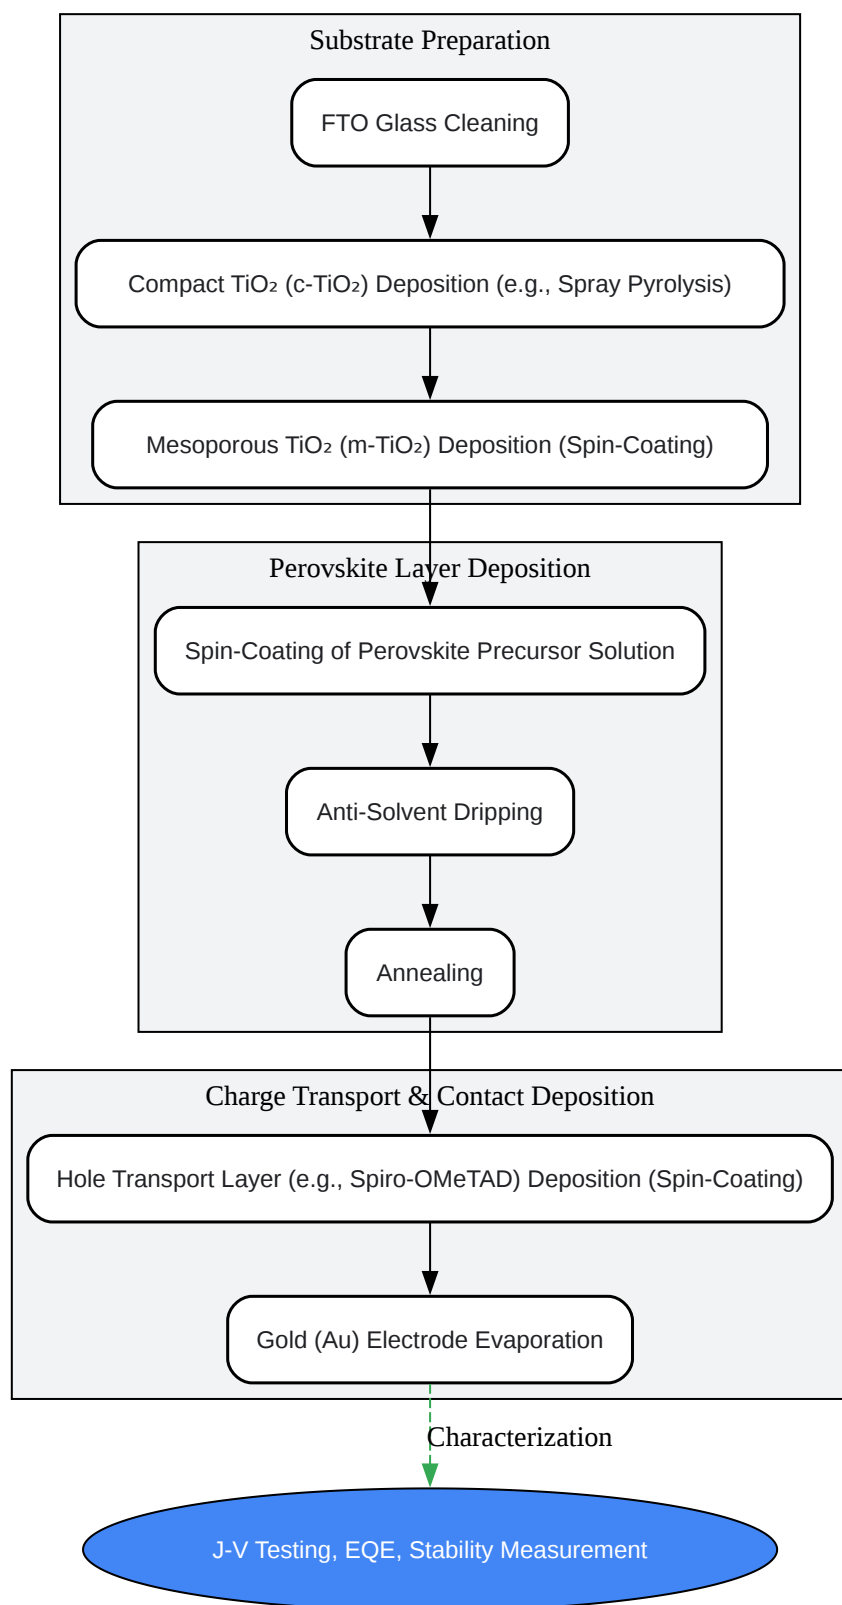 Substrate Preparation
FTO Glass Cleaning
Compact TiO₂ (c-TiO₂) Deposition (e.g., Spray Pyrolysis)
Mesoporous TiO₂ (m-TiO₂) Deposition (Spin-Coating)
Perovskite Layer Deposition
Spin-Coating of Perovskite Precursor Solution
Anti-Solvent Dripping
Annealing
Charge Transport & Contact Deposition
Hole Transport Layer (e.g., Spiro-OMeTAD) Deposition (Spin-Coating)
Gold (Au) Electrode Evaporation
Characterization
J-V Testing, EQE, Stability Measurement